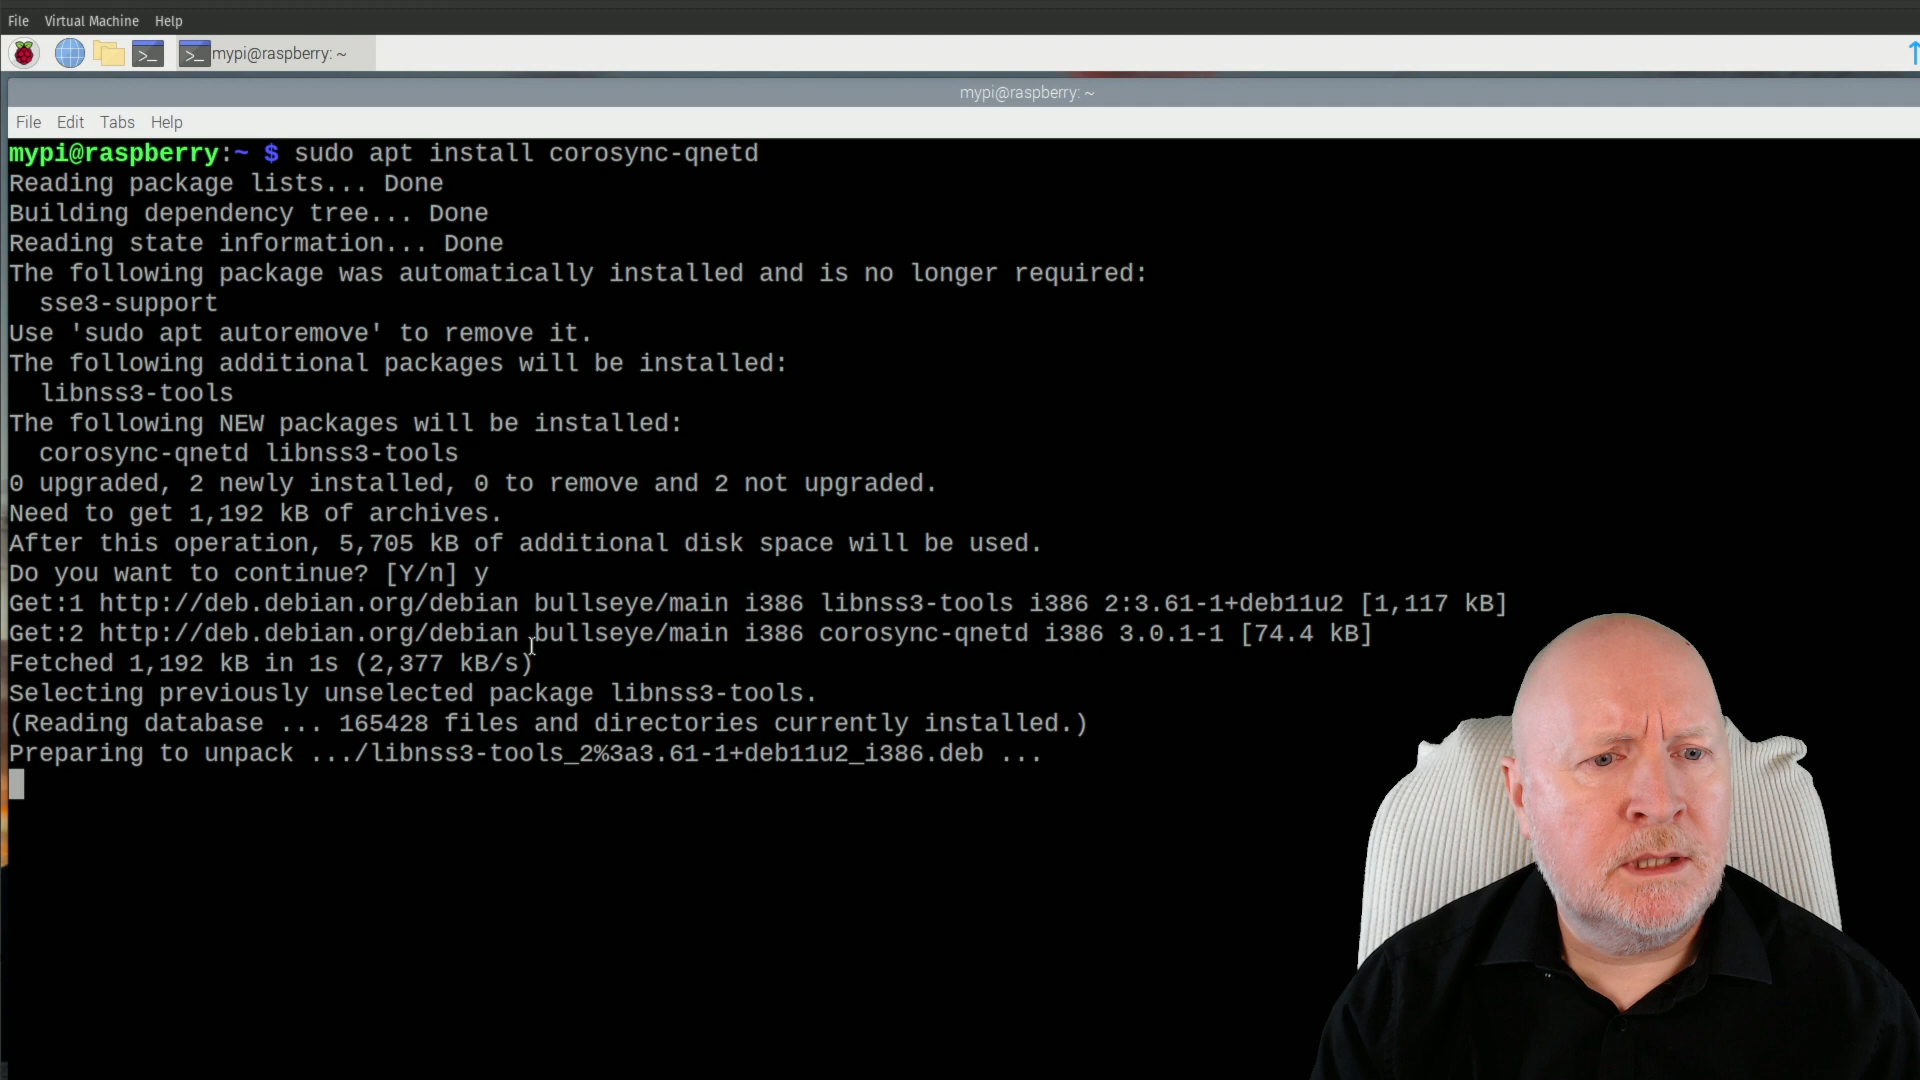 File Virtual Machine Help
>_ >_ mypi@raspberry: ~
mypi@raspberry: ~
File Edit Tabs Help
mypi@raspberry:~ $ sudo apt install corosync-qnetd
Reading package lists... Done
Building dependency tree... Done
Reading state information... Done
The following package was automatically installed and is no longer required:
  sse3-support
Use 'sudo apt autoremove' to remove it.
The following additional packages will be installed:
  libnss3-tools
The following NEW packages will be installed:
  corosync-qnetd libnss3-tools
0 upgraded, 2 newly installed, 0 to remove and 2 not upgraded.
Need to get 1,192 kB of archives.
After this operation, 5,705 kB of additional disk space will be used.
Do you want to continue? [Y/n] y
Get:1 http://deb.debian.org/debian bullseye/main i386 libnss3-tools i386 2:3.61-1+deb11u2 [1,117 kB]
Get:2 http://deb.debian.org/debian bullseye/main i386 corosync-qnetd i386 3.0.1-1 [74.4 kB]
Fetched 1,192 kB in 1s (2,377 kB/s)
Selecting previously unselected package libnss3-tools.
(Reading database ... 165428 files and directories currently installed.)
Preparing to unpack .../libnss3-tools_2%3a3.61-1+deb11u2_i386.deb ...